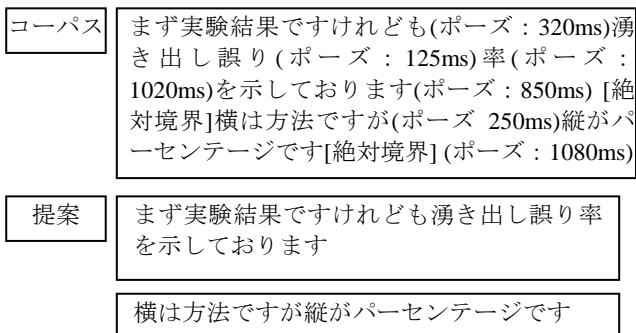 コーパス
まず実験結果ですけれども(ポーズ：320ms)湧
き出し誤り(ポーズ：125ms)率(ポーズ：
1020ms)を示しております(ポーズ：850ms) [絶
対境界]横は方法ですが(ポーズ 250ms)縦がパ
ーセンテージです[絶対境界] (ポーズ：1080ms)
提案
まず実験結果ですけれども湧き出し誤り率
を示しております
横は方法ですが縦がパーセンテージです